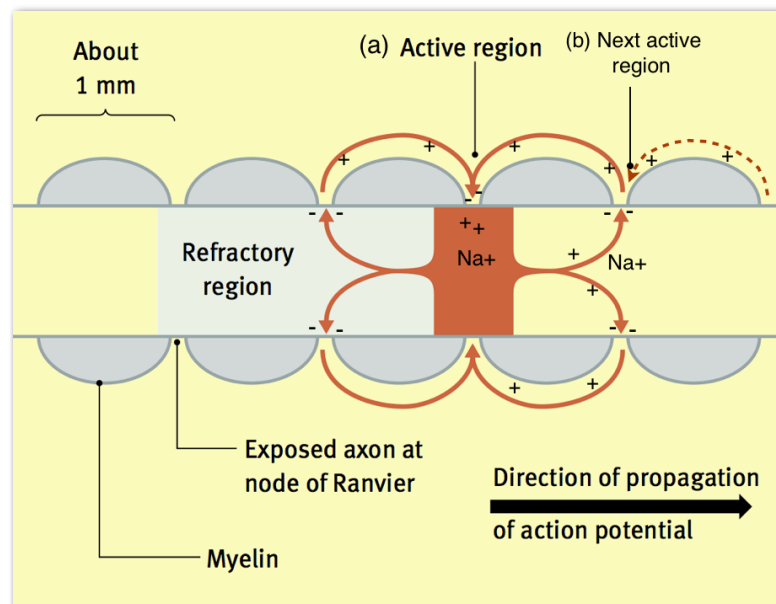 About
1 mm
(a) Active region
(b) Next active
region
+ + + + + +
- - - - - -
+ +
Na+
Refractory
region
+
Na+
+
- - - -
+ +
Exposed axon at
node of Ranvier
Direction of propagation
of action potential
Myelin